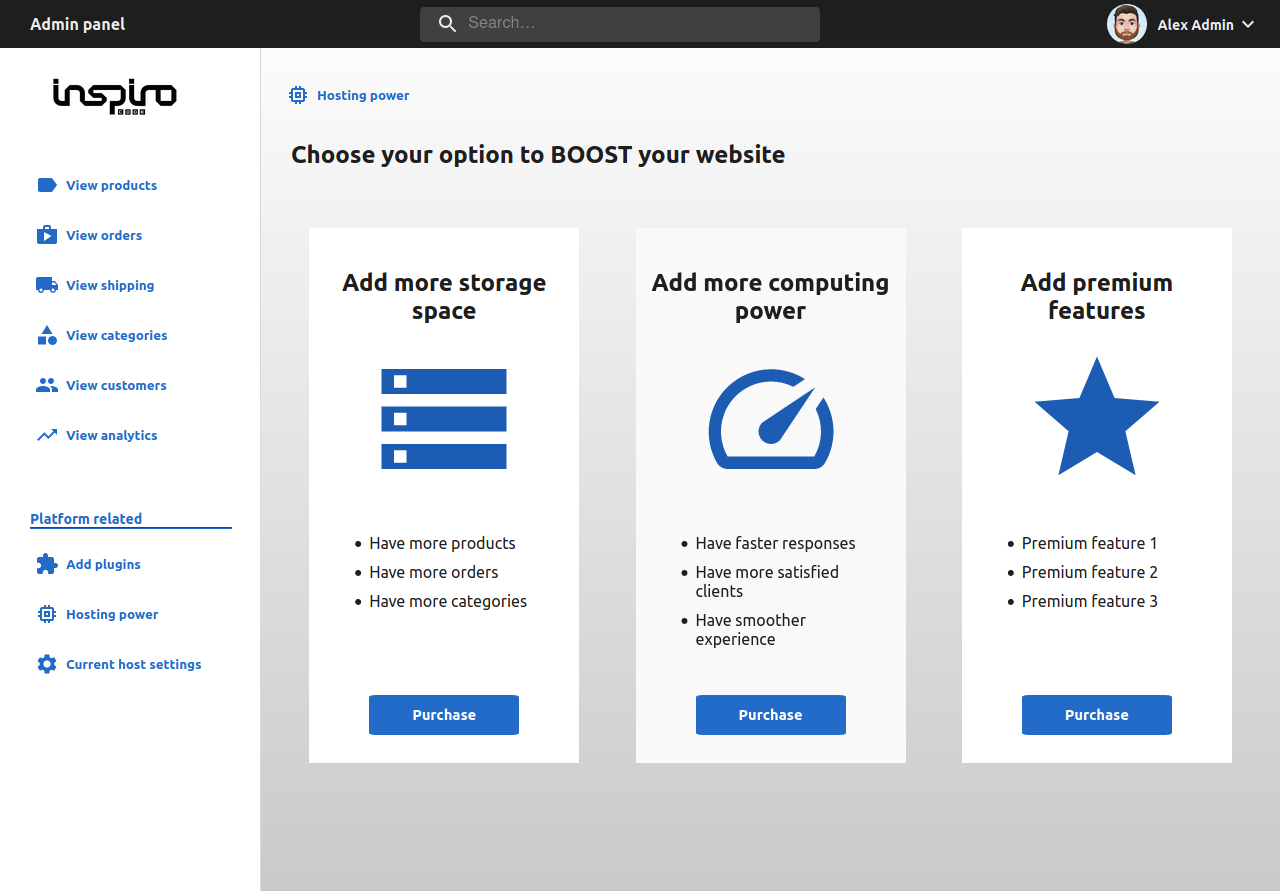 Admin panel
Search...
Alex Admin
inspiro
CODE
View products
View orders
View shipping
View categories
View customers
View analytics
Platform related
Add plugins
Hosting power
Current host settings
Hosting power
Choose your option to BOOST your website
Add more storage
space
• Have more products
• Have more orders
• Have more categories
Purchase
Add more computing
power
• Have faster responses
• Have more satisfied
clients
• Have smoother
experience
Purchase
Add premium
features
• Premium feature 1
• Premium feature 2
• Premium feature 3
Purchase